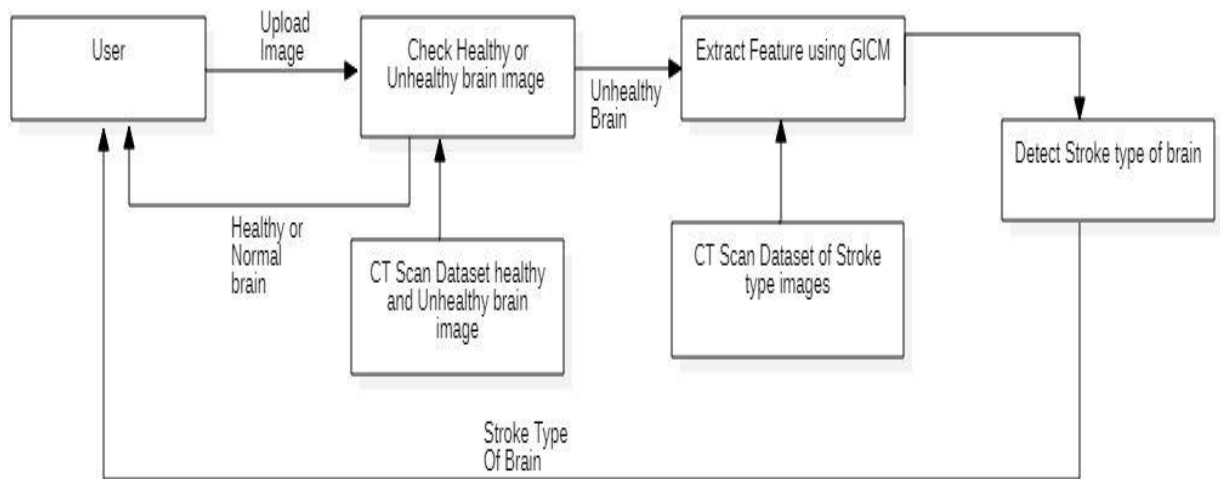 User
Upload
Image
Check Healthy or
Unhealthy brain image
Unhealthy
Brain
Extract Feature using GICM
Detect Stroke type of brain
Healthy or
Normal
brain
CT Scan Dataset healthy
and Unhealthy brain
image
CT Scan Dataset of Stroke
type images
Stroke Type
Of Brain